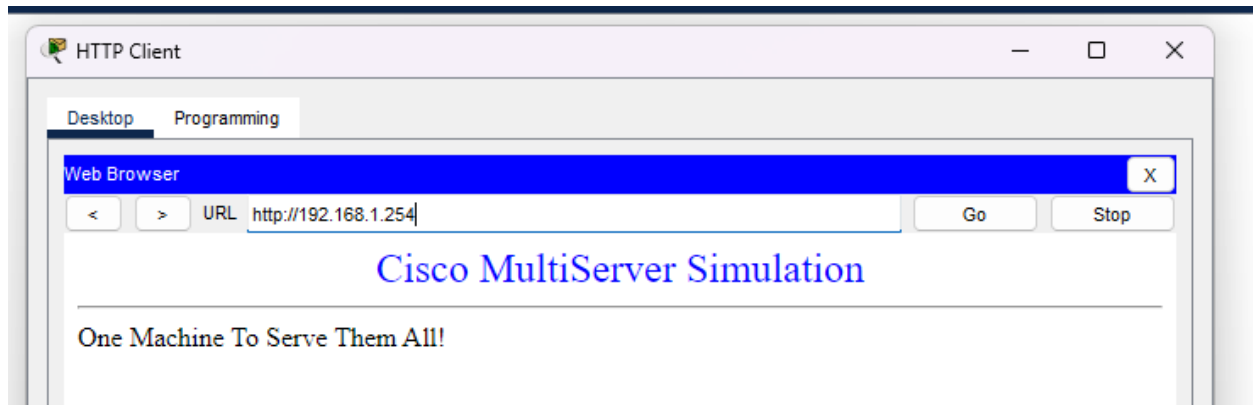 HTTP Client
Desktop Programming
Web Browser X
< > URL http://192.168.1.254 Go Stop
Cisco MultiServer Simulation
One Machine To Serve Them All!